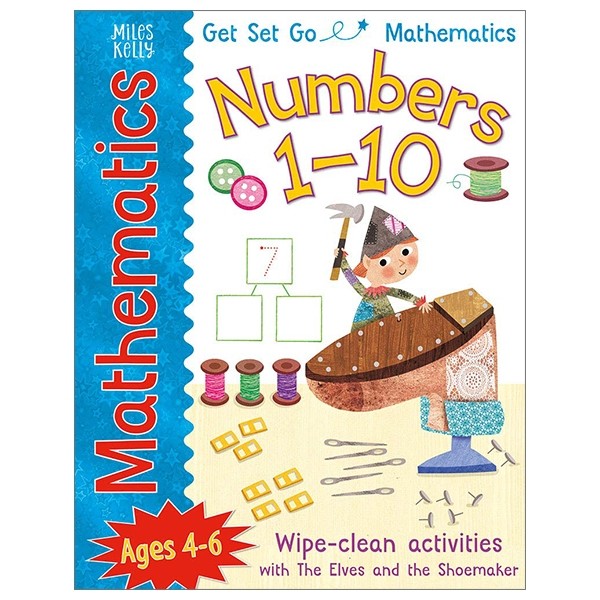 MILES
KELLY
Get Set Go Mathematics
Numbers
1–10
Mathematics
7
Ages 4-6
Wipe-clean activities
with The Elves and the Shoemaker